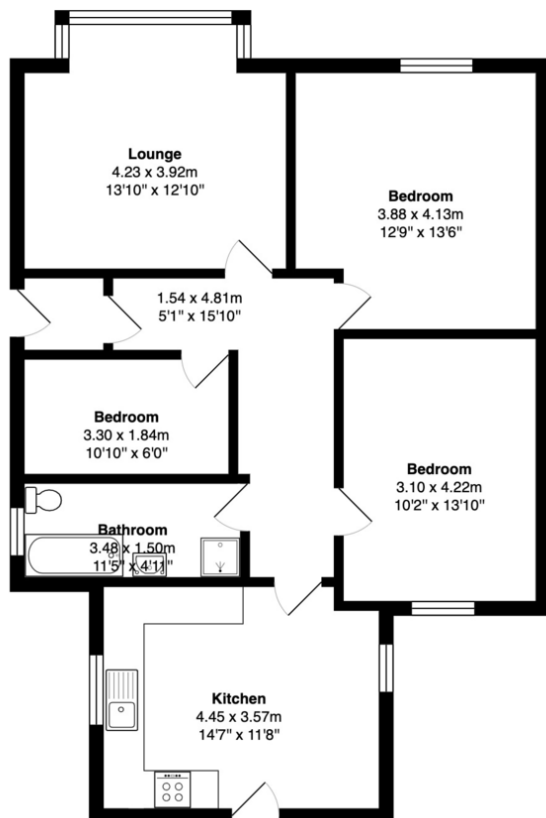 Lounge
4.23 x 3.92m
13'10" x 12'10"
Bedroom
3.88 x 4.13m
12'9" x 13'6"
1.54 x 4.81m
5'1" x 15'10"
Bedroom
3.30 x 1.84m
10'10" x 6'0"
Bedroom
3.10 x 4.22m
10'2" x 13'10"
Bathroom
3.48 x 1.50m
11'5" x 4'11"
Kitchen
4.45 x 3.57m
14'7" x 11'8"